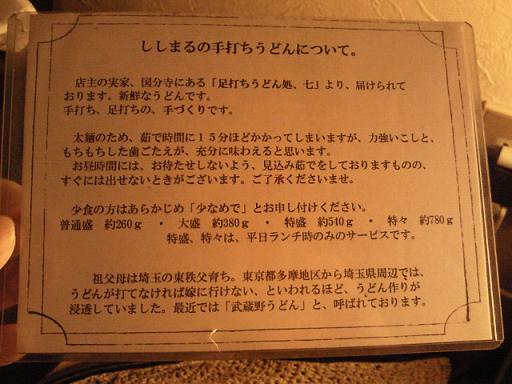 ししまるの手打ちうどんについて。
店主の実家、国分寺にある「足打ちうどん処、七」より、届けられて
おります。新鮮なうどんです。
手打ち、足打ちの、手づくりです。
太麺のため、茹で時間に１５分ほどかかってしまいますが、力強いこしと、
もちもちした歯ごたえが、充分に味わえると思います。
お昼時間には、お待たせしないよう、見込み茹でをしておりますものの、
すぐには出せないときがございます。ご了承くださいませ。
少食の方はあらかじめ「少なめで」とお申し付けください。
普通盛　約260ｇ　・　大盛　約380ｇ　・　特盛　約540ｇ　・　特々　約780ｇ
特盛、特々は、平日ランチ時のみのサービスです。
祖父母は埼玉の東秩父育ち。東京都多摩地区から埼玉県周辺では、
うどんが打てなければ嫁に行けない、といわれるほど、うどん作りが
浸透していました。最近では「武蔵野うどん」と、呼ばれております。